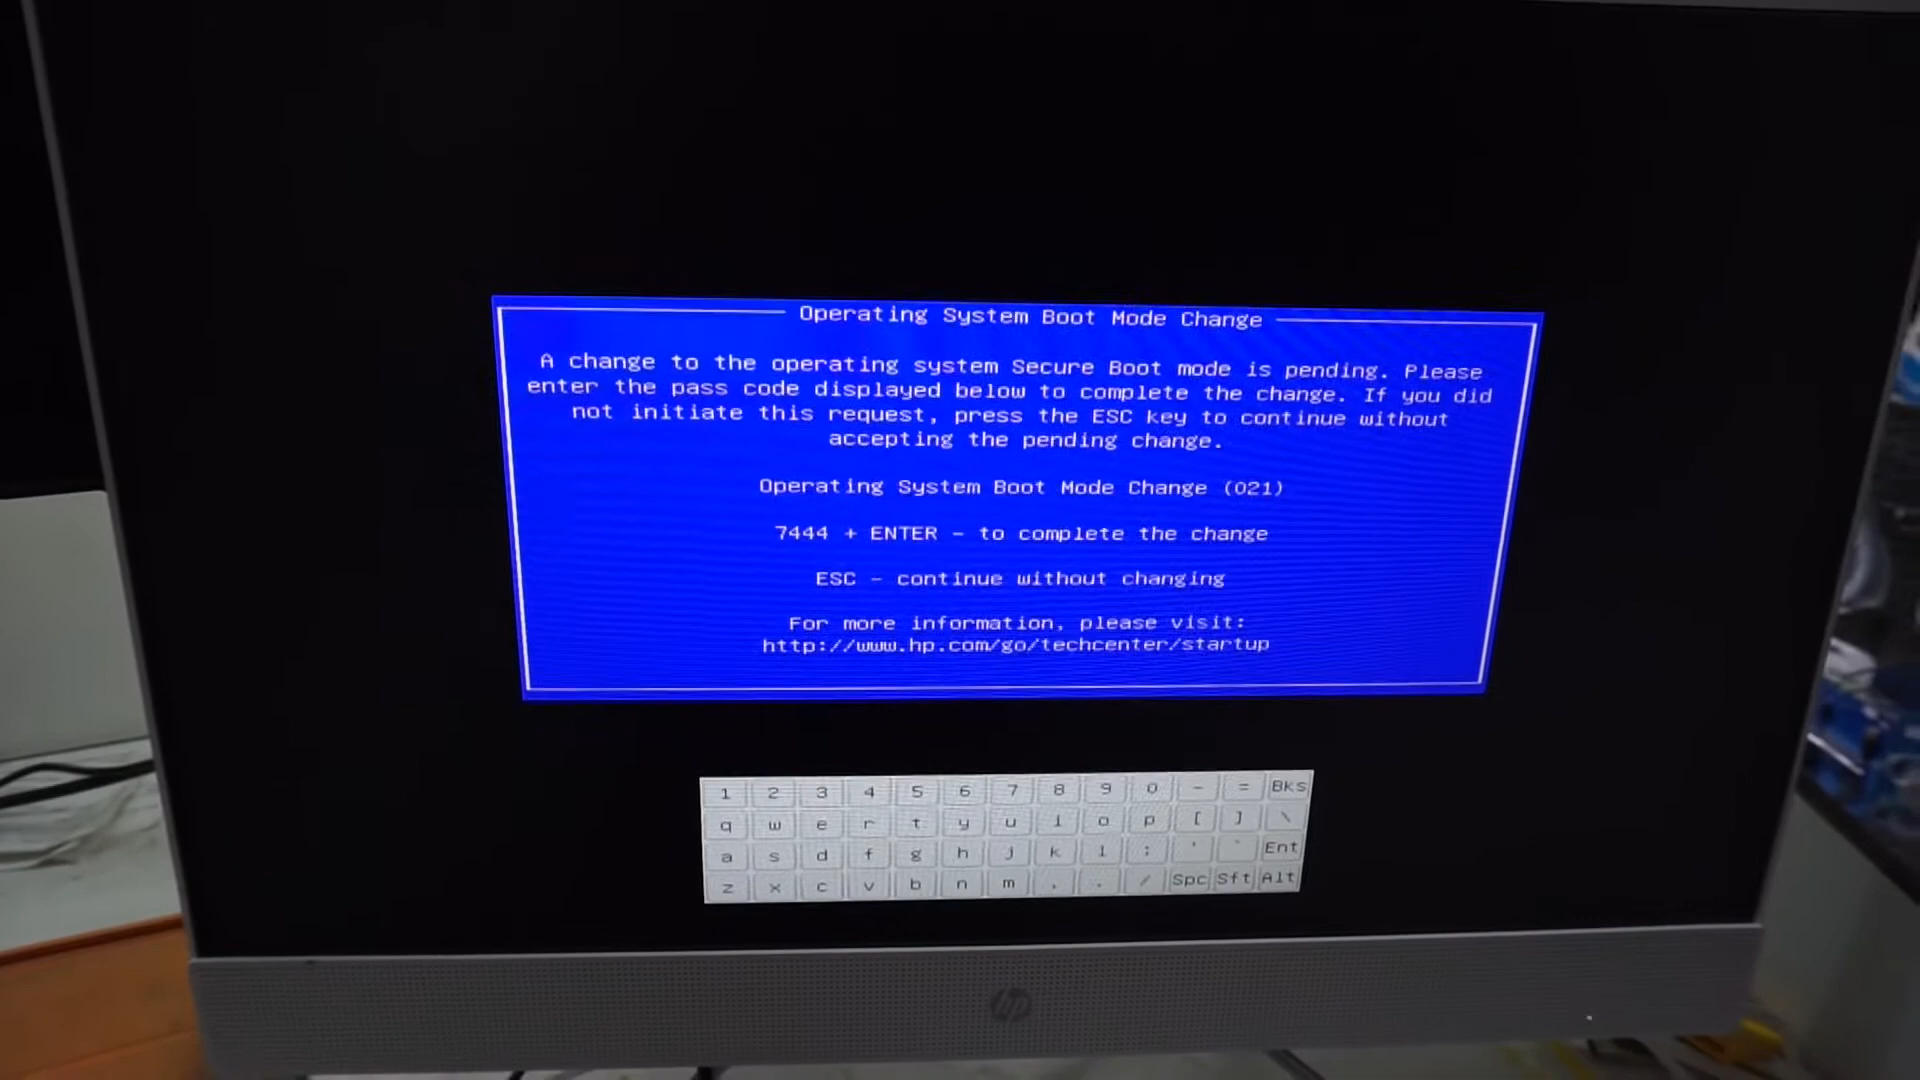 Operating System Boot Mode Change
A change to the operating system Secure Boot mode is pending. Please
enter the pass code displayed below to complete the change. If you did
not initiate this request, press the ESC key to continue without
accepting the pending change.
Operating System Boot Mode Change (021)
7444 + ENTER - to complete the change
ESC - continue without changing
For more information, please visit:
http://www.hp.com/go/techcenter/startup
1 2 3 4 5 6 7 8 9 0 - = BKs
q w e r t y u i o p [ ] \
a s d f g h j k l : ' ` Ent
z x c v b n m , . / Spc Sft Alt
hp